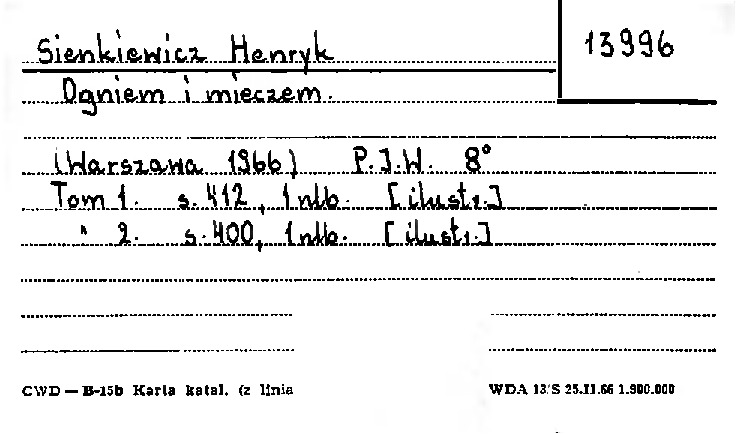 Sienkiewicz Henryk
13996
Ogniem i mieczem.
(Warszawa 1966) P.I.W. 8°
Tom 1. s. 412, 1 nlb. [ilustr.]
" 2. s. 400, 1 nlb. [ilustr.]
CWD — B-15b Karta katal. (z linia
WDA 13/S 25.II.66 1.900.000